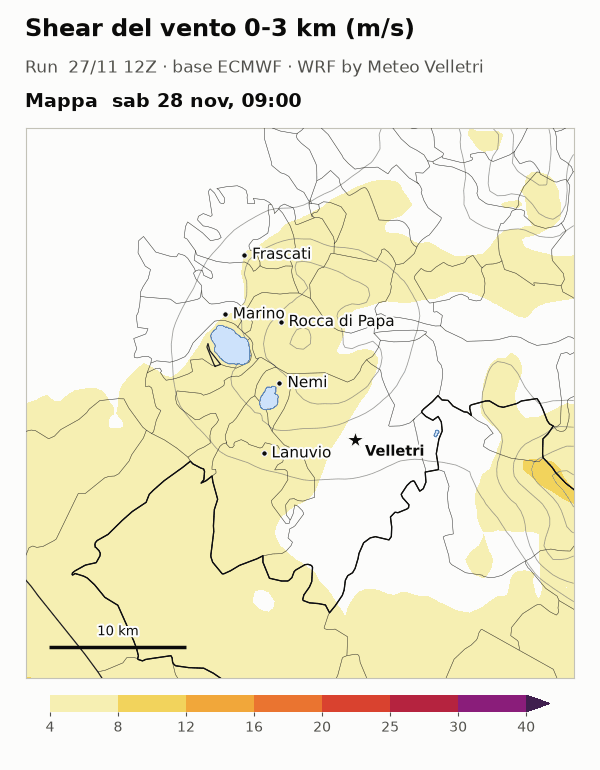 Shear del vento 0-3 km (m/s)
Run 27/11 12Z · base ECMWF · WRF by Meteo Velletri
Mappa sab 28 nov, 09:00
Frascati
Marino
Rocca di Papa
Nemi
Velletri
Lanuvio
10 km
4 8 12 16 20 25 30 40